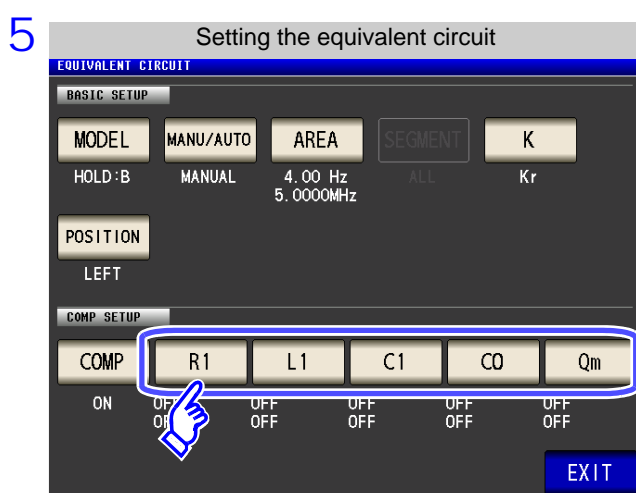 5
Setting the equivalent circuit
EQUIVALENT CIRCUIT
BASIC SETUP
MODEL MANU/AUTO AREA SEGMENT K
HOLD:B MANUAL 4.00 Hz ALL Kr
5.0000MHz
POSITION
LEFT
COMP SETUP
COMP R1 L1 C1 C0 Qm
ON OFF OFF OFF OFF OFF
OFF OFF OFF OFF OFF
EXIT